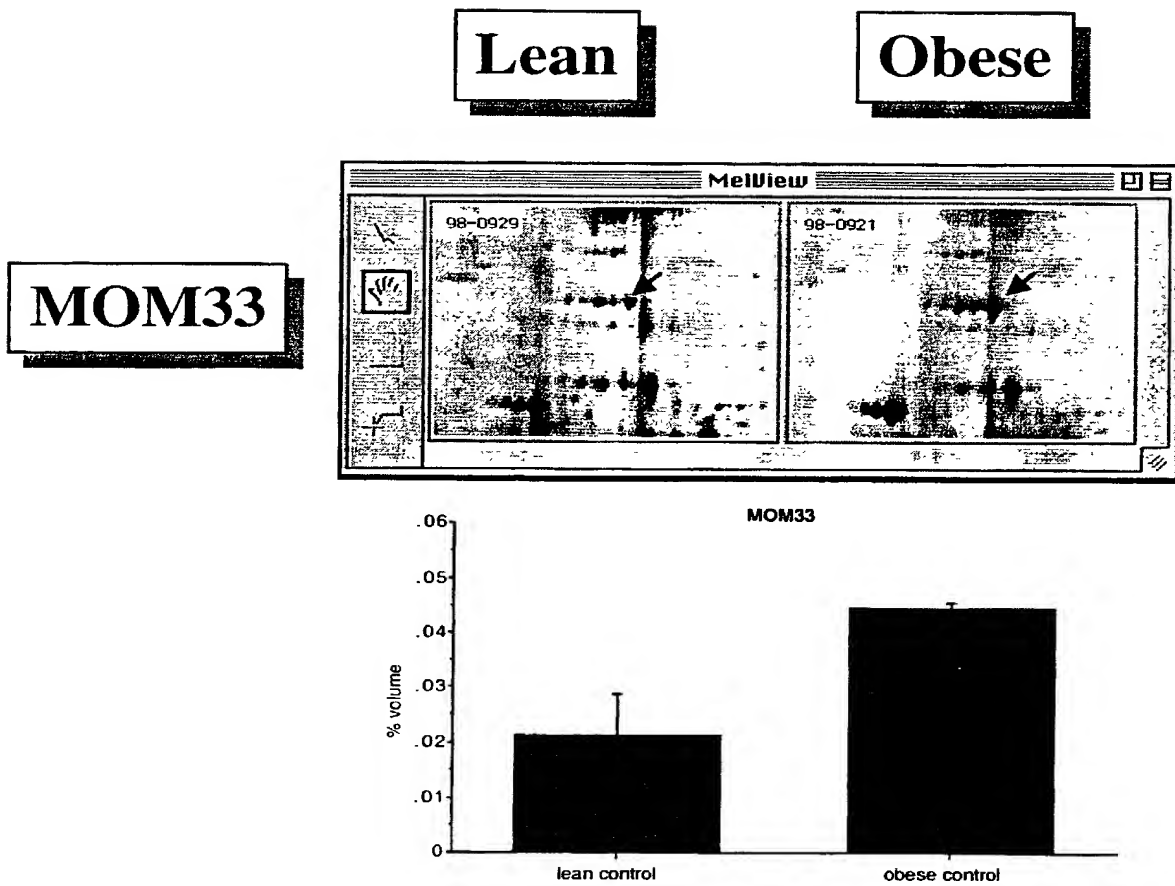 Lean
Obese
MelView
98-0929
98-0921
MOM33
MOM33
.06
.05
.04
.03
.02
.01
0
% volume
lean control
obese control